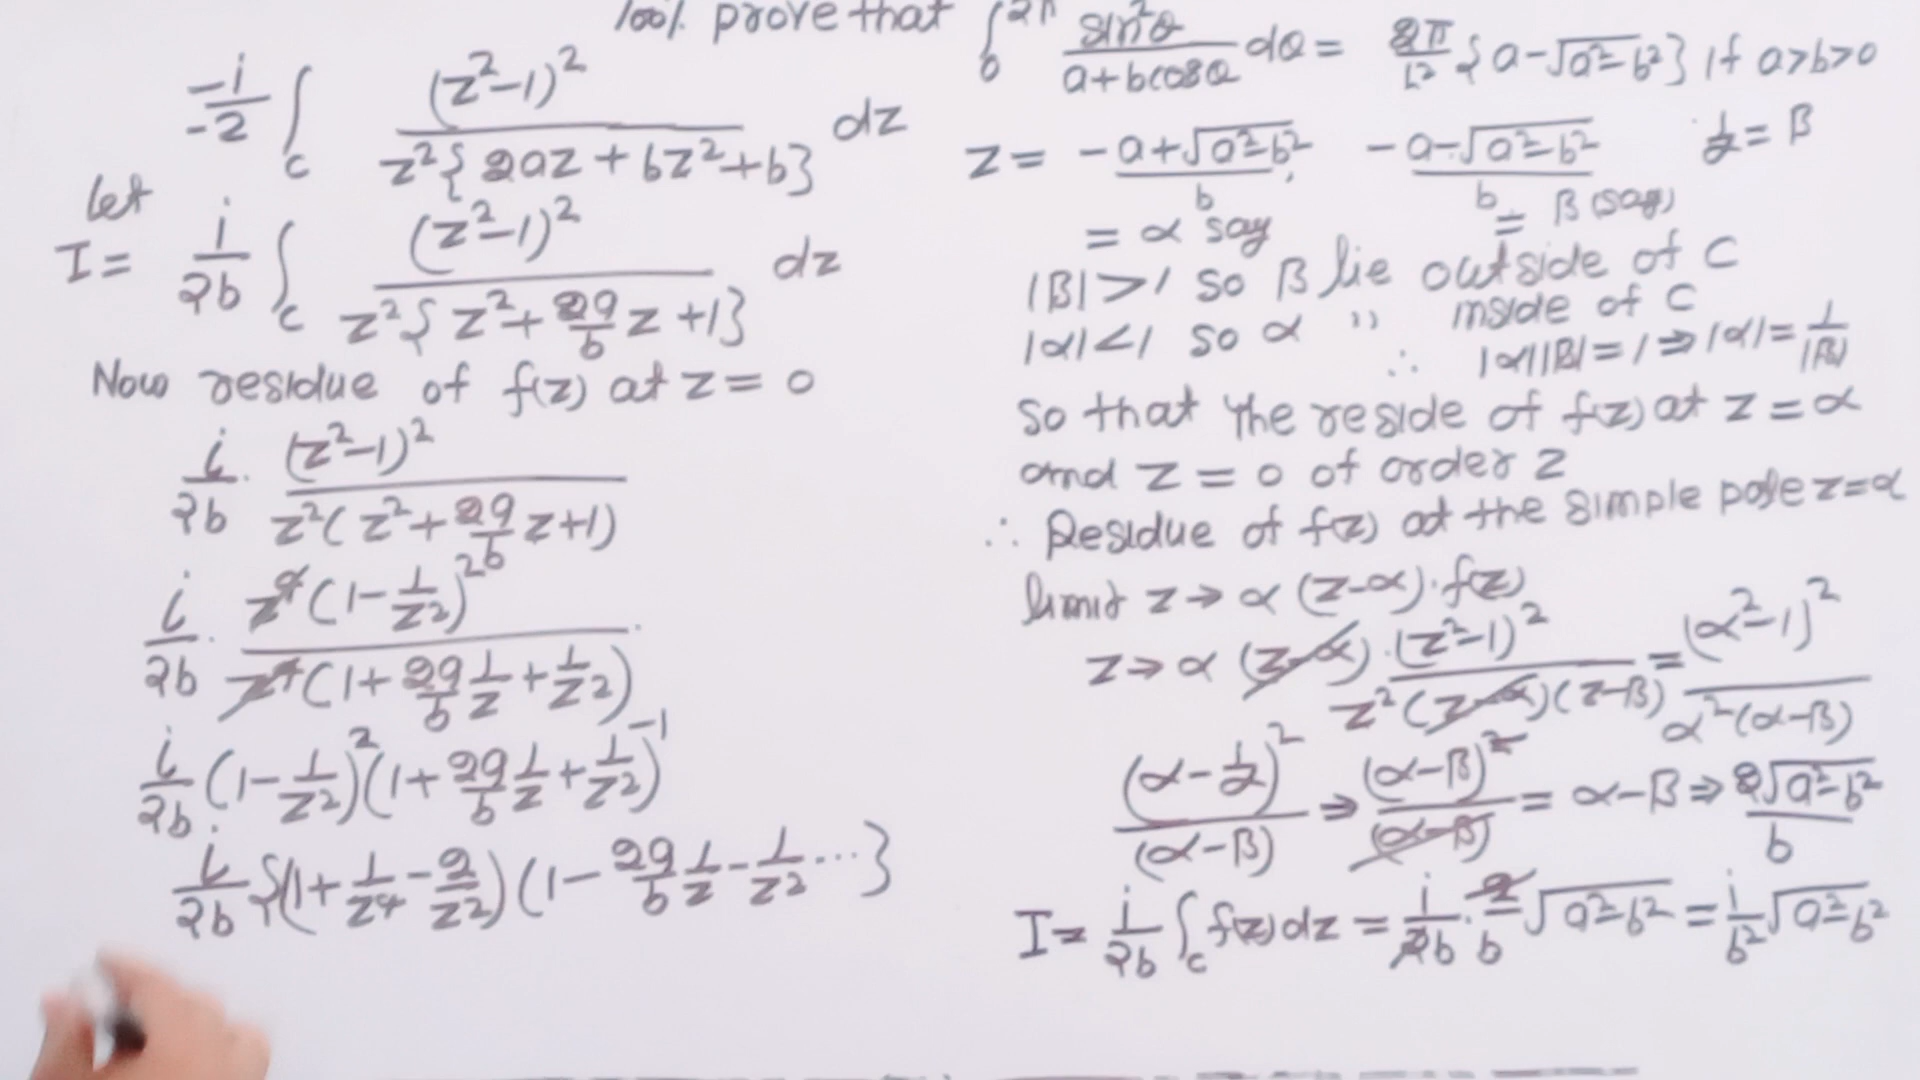 100% prove that ∫₀^2π sin²θ/(a+bcosθ) dθ = 2π/b² {a-√(a²-b²)} if a>b>0
-i/-2 ∫_c (z²-1)²/(z²{2az+bz²+b}) dz
let
I = i/2b ∫_c (z²-1)²/(z²{z²+2a/b z+1}) dz
Now residue of f(z) at z = 0
i/2b · (z²-1)²/(z²(z²+2a/b z+1))
i/2b · z⁴(1-1/z²)²/(z⁴(1+2a/b 1/z+1/z²))
i/2b (1-1/z²)²(1+2a/b 1/z+1/z²)⁻¹
i/2b {(1+1/z⁴-2/z²)(1-2a/b 1/z-1/z²...}
z = (-a+√(a²-b²))/b, (-a-√(a²-b²))/b 1/α = β
= α say = β (say)
|β|>1 so β lie outside of C
|α|<1 so α " inside of C
∴ |α||β|=1⇒|α|=1/|β|
so that the reside of f(z) at z = α
and z = 0 of order 2
∴ Residue of f(z) at the simple pole z=α
limit z→α (z-α)·f(z)
z→α (z-α)·(z²-1)²/(z²(z-α)(z-β)) = (α²-1)²/(α²(α-β))
(α-1/α)²/(α-β) ⇒ (α-β)²/(α-β) = α-β ⇒ 2√(a²-b²)/b
I = i/2b ∫_c f(z)dz = i/2b · 2/b √(a²-b²) = i/b² √(a²-b²)